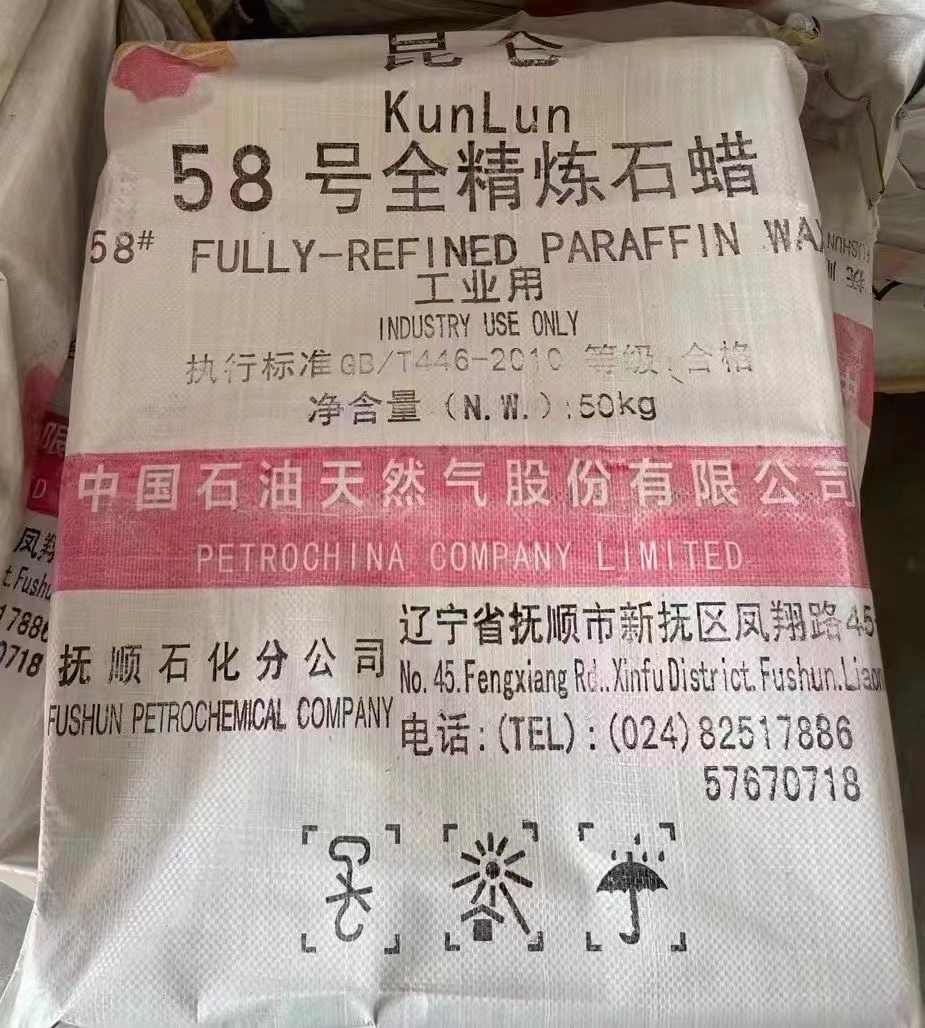 昆仑
KunLun
58号全精炼石蜡
58# FULLY-REFINED PARAFFIN WAX
工业用
INDUSTRY USE ONLY
执行标准GB/T446-2010 等级:合格
净含量(N.W.):50kg
中国石油天然气股份有限公司
PETROCHINA COMPANY LIMITED
抚顺石化分公司
FUSHUN PETROCHEMICAL COMPANY
辽宁省抚顺市新抚区凤翔路45
No.45.Fengxiang Rd..Xinfu District.Fushun.Liaon
电话:(TEL):(024)82517886
57670718